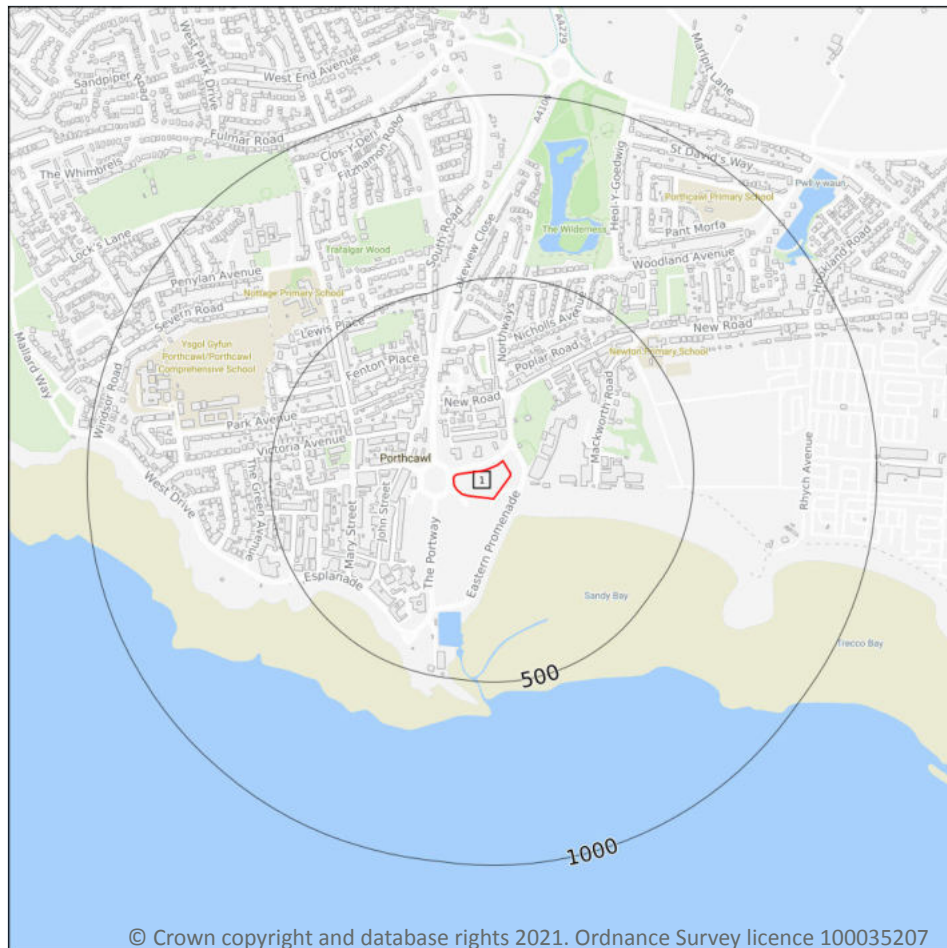 A4229
Marlpit Lane
West Park Drive
West End Avenue
Sandpiper
Road
A4106
Fulmar Road
Clos-Y-Deri
Fitzhamon Road
St David's Way
The Whimbrels
Pwll y waun
Heol-Y-Goedwig
Porthcawl Primary School
The Wilderness
Pant Morfa
Lock's Lane
South Road
Trafalgar Wood
Lakeview Close
Woodland Avenue
Penylan Avenue
Nottage Primary School
Severn Road
Lewis Place
Northways
Nicholls Avenue
New Road
Mallard Way
Ysgol Gyfun
Porthcawl/Porthcawl
Comprehensive School
Fenton Place
Poplar Road
Newton Primary School
Windsor Road
New Road
Park Avenue
Mackworth Road
Victoria Avenue
Porthcawl
1
Rhych Avenue
West Drive
The Green Avenue
Mary Street
John Street
The Portway
Eastern Promenade
Esplanade
Sandy Bay
Trecco Bay
500
1000
© Crown copyright and database rights 2021. Ordnance Survey licence 100035207